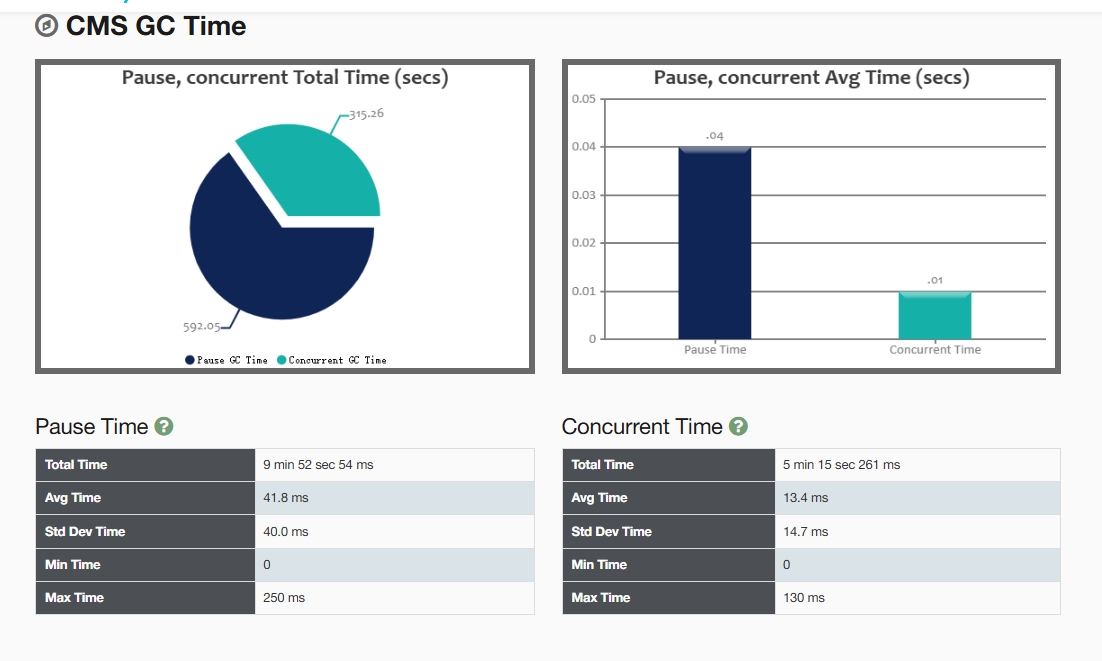 CMS GC Time
Pause, concurrent Total Time (secs)
315.26
592.05
Pause GC Time Concurrent GC Time
Pause, concurrent Avg Time (secs)
0.05
.04
0.04
0.03
0.02
.01
0.01
0
Pause Time Concurrent Time
Pause Time ?
Total Time 9 min 52 sec 54 ms
Avg Time 41.8 ms
Std Dev Time 40.0 ms
Min Time 0
Max Time 250 ms
Concurrent Time ?
Total Time 5 min 15 sec 261 ms
Avg Time 13.4 ms
Std Dev Time 14.7 ms
Min Time 0
Max Time 130 ms